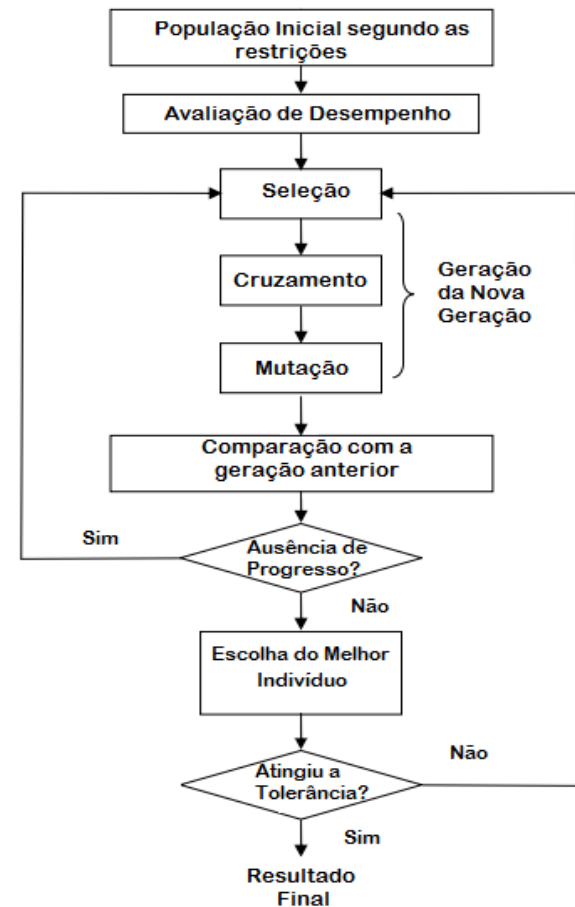 População Inicial segundo as
restrições
Avaliação de Desempenho
Seleção
Cruzamento
Geração
da Nova
Geração
Mutação
Comparação com a
geração anterior
Sim
Ausência de
Progresso?
Não
Escolha do Melhor
Indivíduo
Não
Atingiu a
Tolerância?
Sim
Resultado
Final